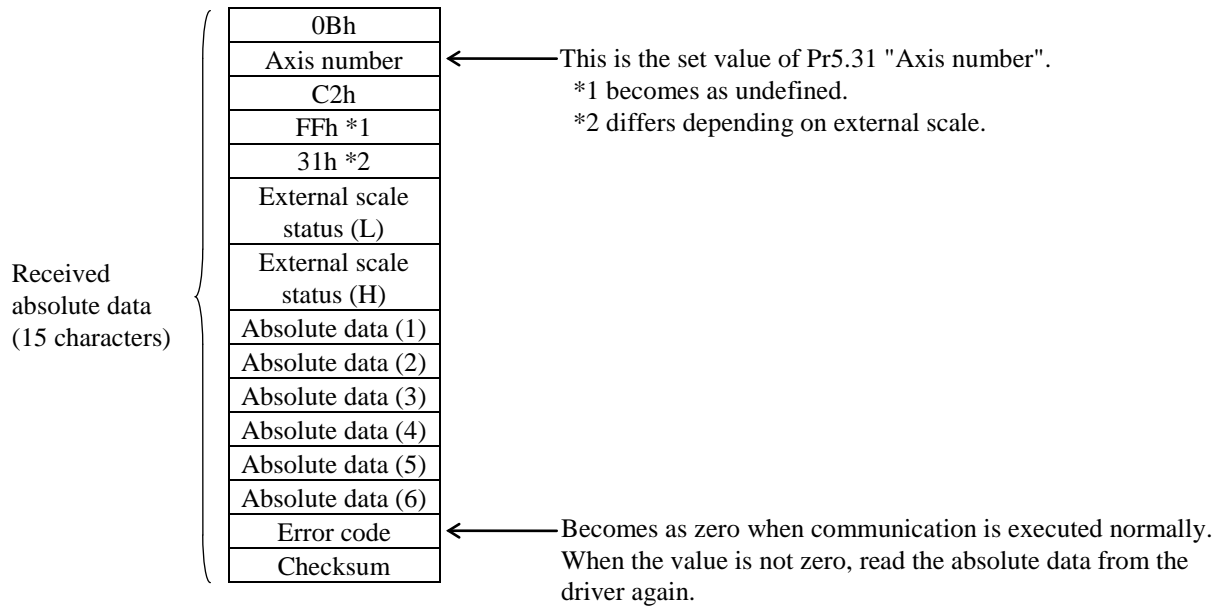 0Bh
Axis number
This is the set value of Pr5.31 "Axis number".
C2h
*1 becomes as undefined.
FFh *1
*2 differs depending on external scale.
31h *2
External scale
status (L)
External scale
status (H)
Received
absolute data
(15 characters)
Absolute data (1)
Absolute data (2)
Absolute data (3)
Absolute data (4)
Absolute data (5)
Absolute data (6)
Error code
Becomes as zero when communication is executed normally.
When the value is not zero, read the absolute data from the
driver again.
Checksum